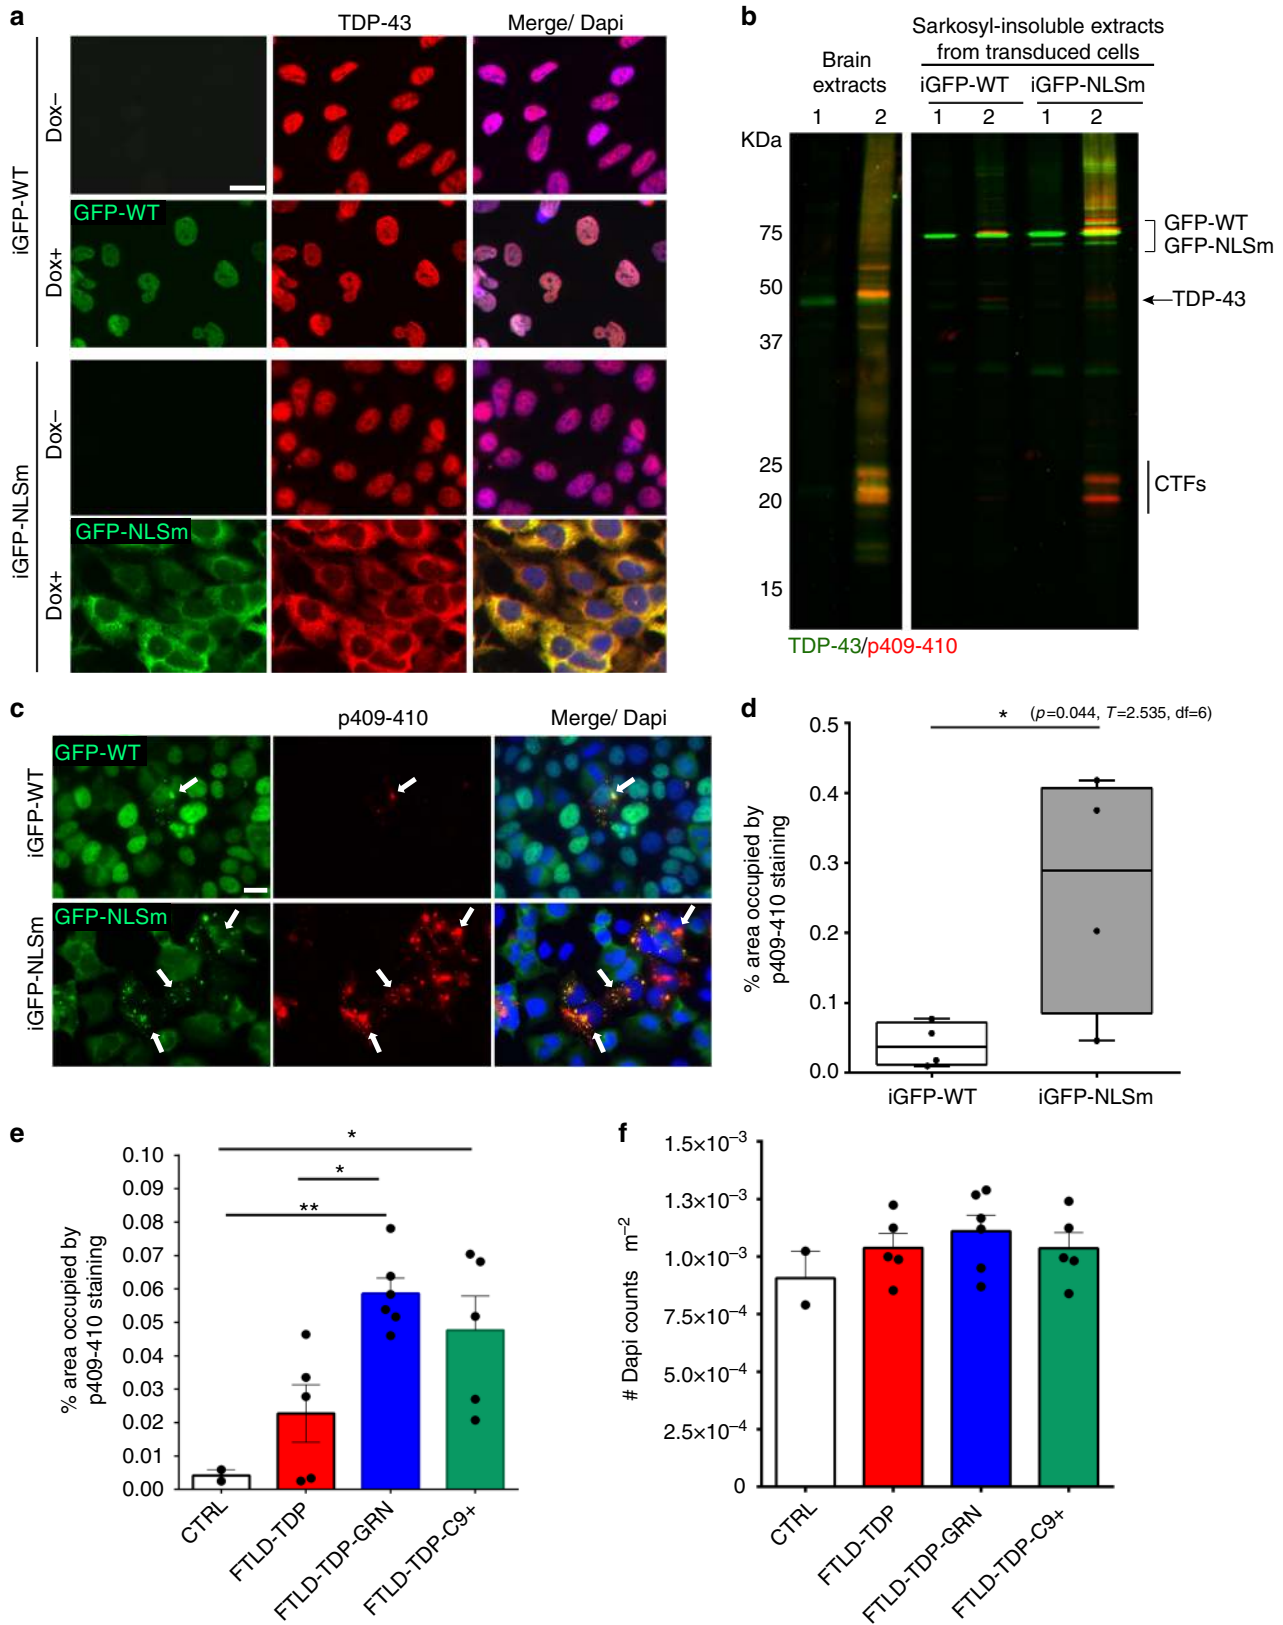 a
TDP-43
Merge/ Dapi
iGFP-WT
Dox–
Dox+
GFP-WT
iGFP-NLSm
Dox–
Dox+
GFP-NLSm
b
Brain
extracts
Sarkosyl-insoluble extracts
from transduced cells
iGFP-WT
iGFP-NLSm
1
2
1
2
1
2
KDa
75
50
37
25
20
15
GFP-WT
GFP-NLSm
TDP-43
CTFs
TDP-43/p409-410
c
p409-410
Merge/ Dapi
iGFP-WT
GFP-WT
iGFP-NLSm
GFP-NLSm
d
* (p=0.044, T=2.535, df=6)
% area occupied by
p409-410 staining
0.5
0.4
0.3
0.2
0.1
0.0
iGFP-WT
iGFP-NLSm
e
% area occupied by
p409-410 staining
0.10
0.09
0.08
0.07
0.06
0.05
0.04
0.03
0.02
0.01
0.00
*
*
**
CTRL
FTLD-TDP
FTLD-TDP-GRN
FTLD-TDP-C9+
f
# Dapi counts m–2
1.5×10–3
1.3×10–3
1.0×10–3
7.5×10–4
5.0×10–4
2.5×10–4
0
CTRL
FTLD-TDP
FTLD-TDP-GRN
FTLD-TDP-C9+